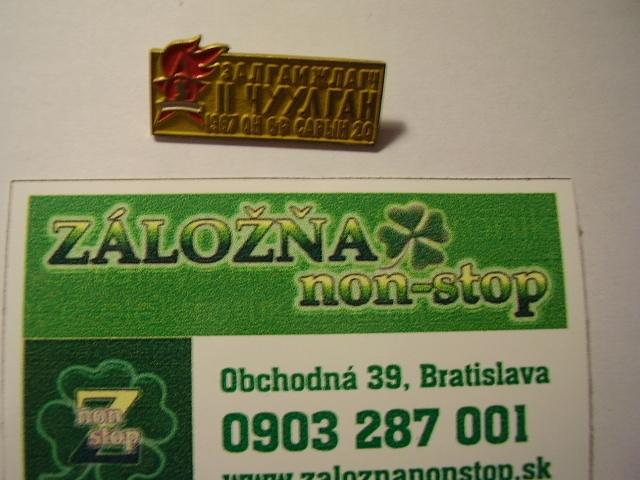 ЗАЛГАМЖЛАГЧ
II ЧУУЛГАН
ОН САРЫН 20
ZÁLOŽŇA
non-stop
Z
non
stop
Obchodná 39, Bratislava
0903 287 001
www.zaloznanonstop.sk